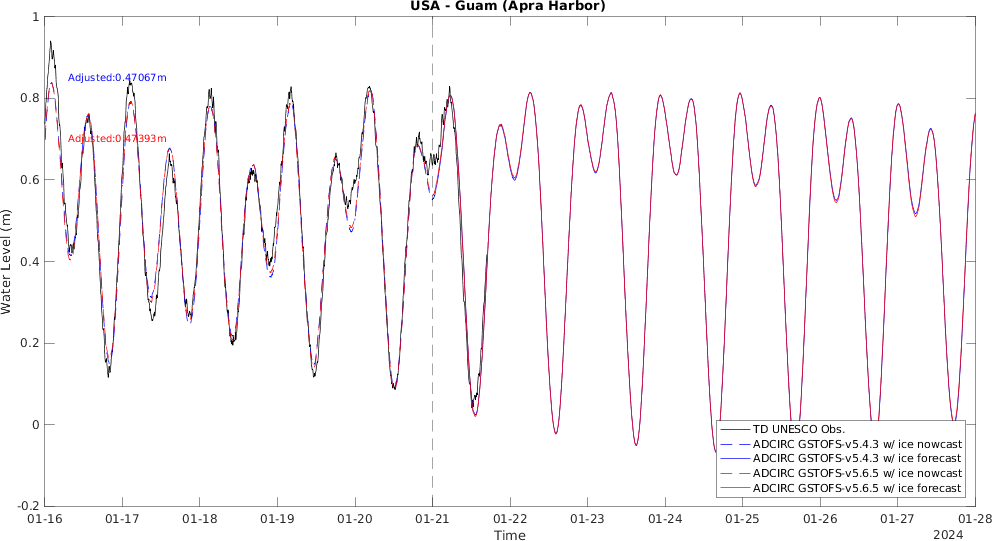 USA - Guam (Apra Harbor)
1
0.8
0.6
0.4
0.2
0
-0.2
Water Level (m)
Adjusted:0.47067m
Adjusted:0.47393m
TD UNESCO Obs.
ADCIRC GSTOFS-v5.4.3 w/ ice nowcast
ADCIRC GSTOFS-v5.4.3 w/ ice forecast
ADCIRC GSTOFS-v5.6.5 w/ ice nowcast
ADCIRC GSTOFS-v5.6.5 w/ ice forecast
01-16 01-17 01-18 01-19 01-20 01-21 01-22 01-23 01-24 01-25 01-26 01-27 01-28
Time
2024